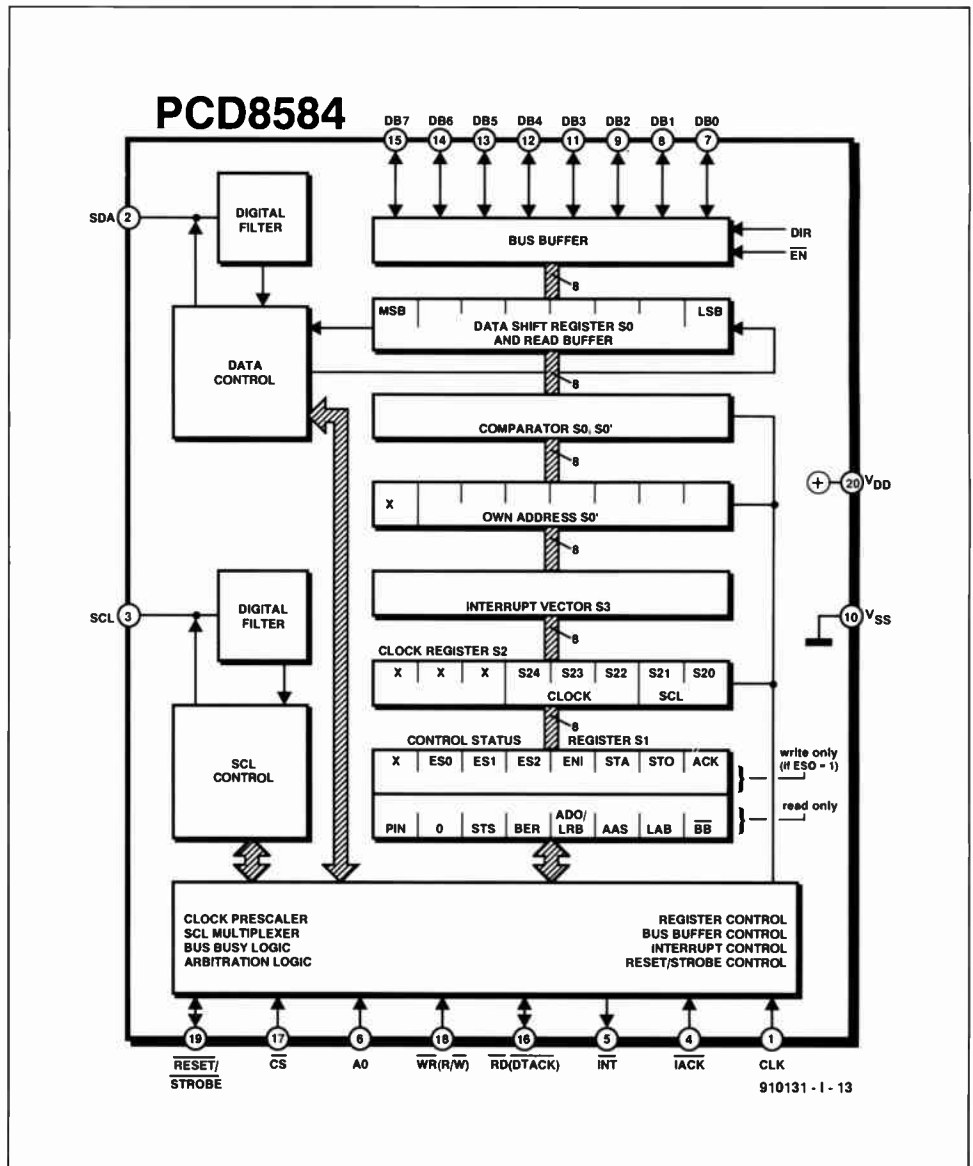 PCD8584
DB7 DB6 DB5 DB4 DB3 DB2 DB1 DB0
15 14 13 12 11 9 8 7
SDA 2
DIGITAL
FILTER
BUS BUFFER
DIR
EN
8
MSB LSB
DATA SHIFT REGISTER S0
AND READ BUFFER
DATA
CONTROL
8
COMPARATOR S0, S0'
8
20 VDD
X
OWN ADDRESS S0'
8
SCL 3
DIGITAL
FILTER
INTERRUPT VECTOR S3
10 VSS
8
CLOCK REGISTER S2
X X X S24 S23 S22 S21 S20
CLOCK SCL
8
CONTROL STATUS REGISTER S1
X ES0 ES1 ES2 ENI STA STO ACK
write only
(if ESO = 1)
SCL
CONTROL
read only
PIN 0 STS BER ADO/
LRB AAS LAB BB
CLOCK PRESCALER
SCL MULTIPLEXER
BUS BUSY LOGIC
ARBITRATION LOGIC
REGISTER CONTROL
BUS BUFFER CONTROL
INTERRUPT CONTROL
RESET/STROBE CONTROL
19 17 6 18 16 5 4 1
RESET/
STROBE
CS A0 WR(R/W) RD(DTACK) INT IACK CLK
910131 - I - 13